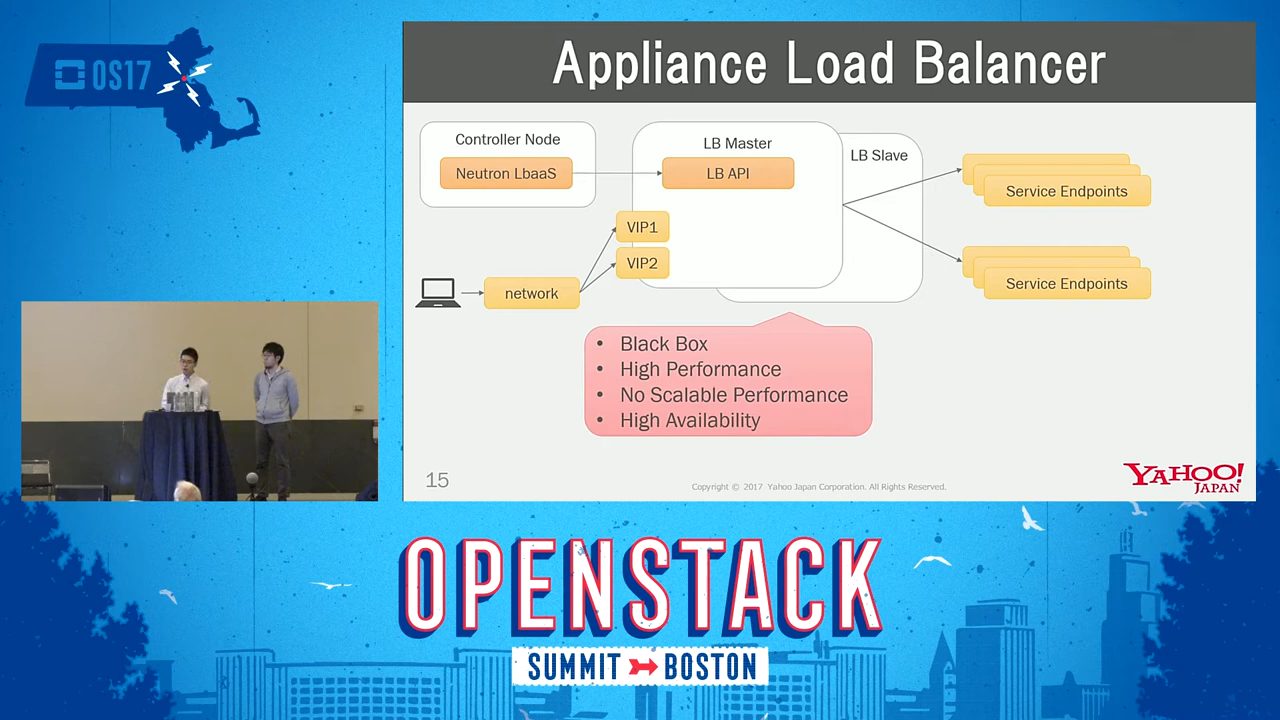 OS17
Appliance Load Balancer
Controller Node
Neutron LbaaS
LB Master
LB API
LB Slave
VIP1
VIP2
network
Service Endpoints
Service Endpoints
• Black Box
• High Performance
• No Scalable Performance
• High Availability
15
Copyright © 2017 Yahoo Japan Corporation. All Rights Reserved.
YAHOO!
JAPAN
OPENSTACK
SUMMIT BOSTON